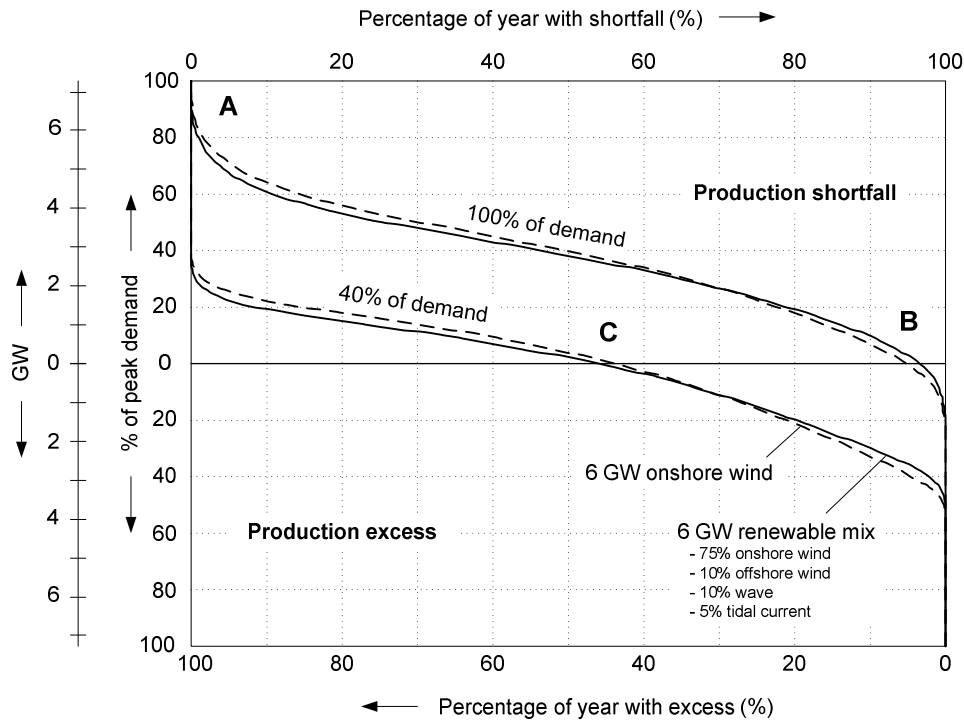 Percentage of year with shortfall (%)
0 20 40 60 80 100
100
80
60
40
20
0
20
40
60
80
100
6
4
2
0
2
4
6
GW
% of peak demand
A
Production shortfall
100% of demand
40% of demand
B
C
6 GW onshore wind
Production excess
6 GW renewable mix
- 75% onshore wind
- 10% offshore wind
- 10% wave
- 5% tidal current
100 80 60 40 20 0
Percentage of year with excess (%)